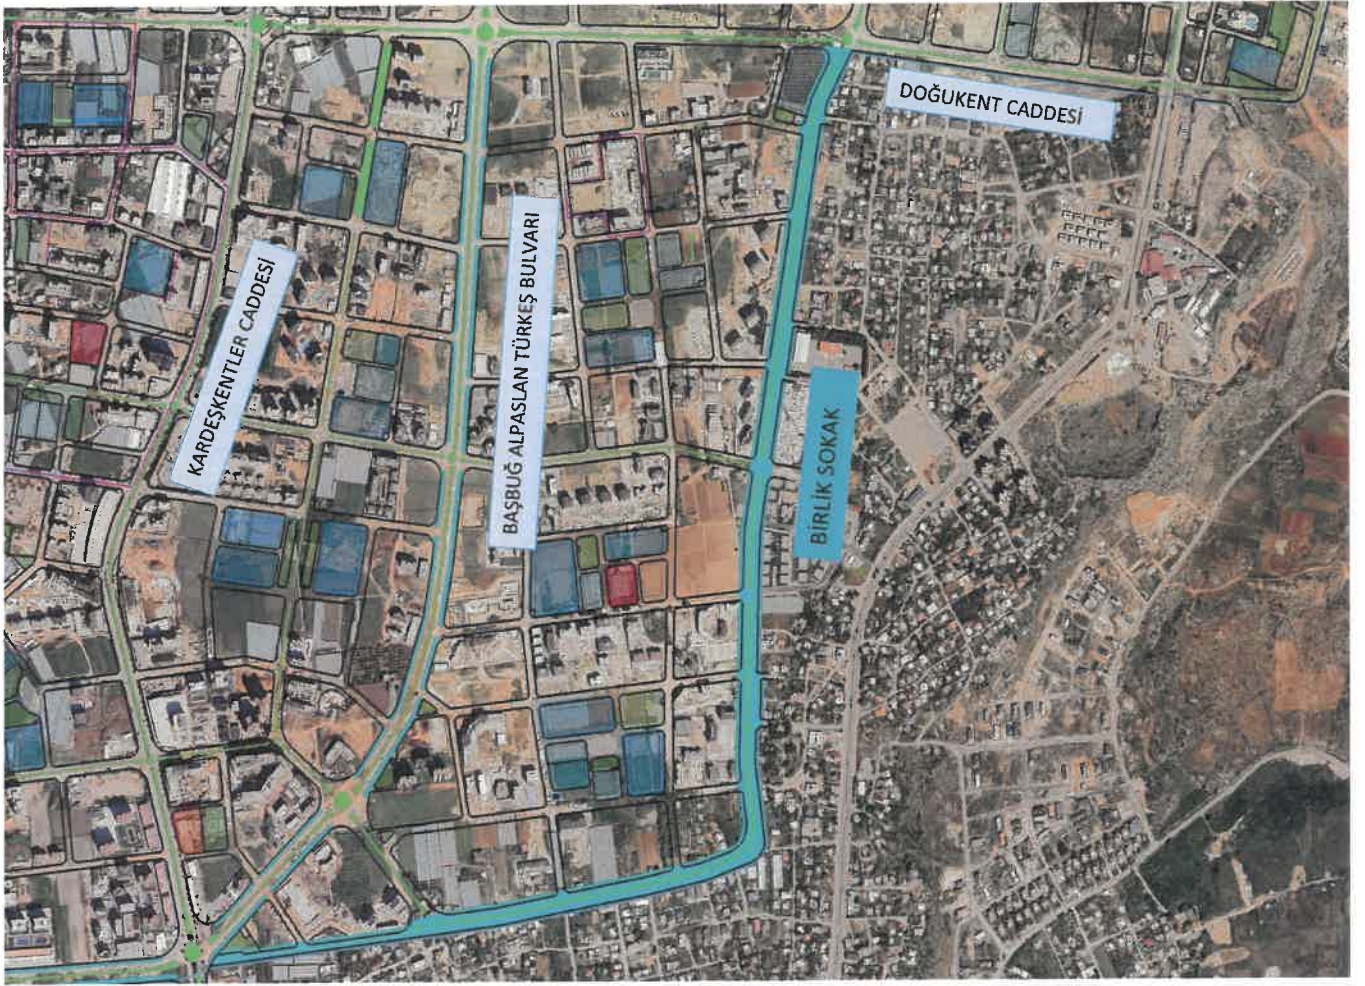 DOĞUKENT CADDESİ
KARDEŞKENTLER CADDESİ
BAŞBUĞ ALPASLAN TÜRKEŞ BULVARI
BİRLİK SOKAK